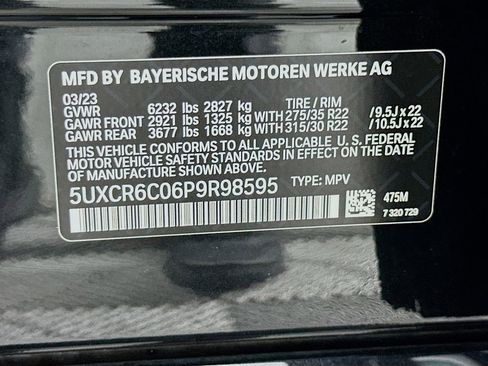 MFD BY BAYERISCHE MOTOREN WERKE AG
03/23
GVWR 6232 lbs 2827 kg TIRE / RIM
GAWR FRONT 2921 lbs 1325 kg WITH 275/35 R22 / 9.5J x 22
GAWR REAR 3677 lbs 1668 kg WITH 315/30 R22 / 10.5J x 22
THIS VEHICLE CONFORMS TO ALL APPLICABLE U. S. FEDERAL
MOTOR VEHICLE SAFETY STANDARDS IN EFFECT ON THE DATE
OF MANUFACTURE SHOWN ABOVE.
5UXCR6C06P9R98595 TYPE: MPV
475M
7 320 729